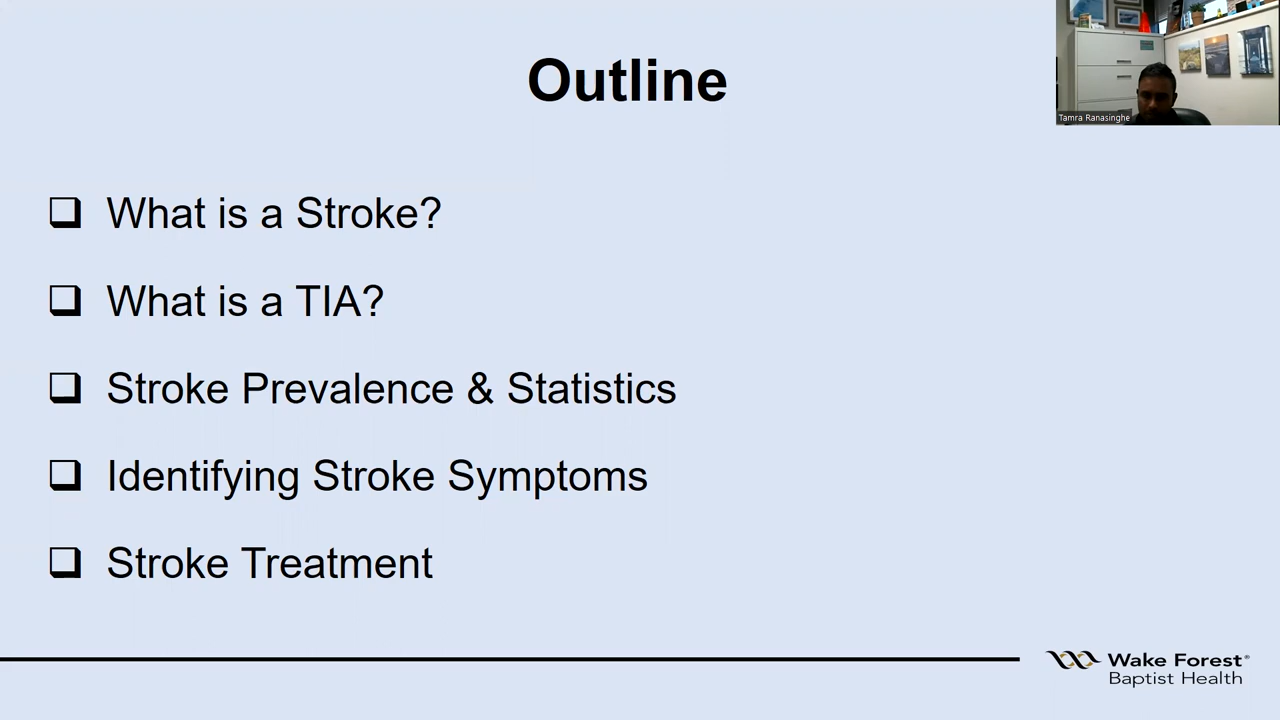 Outline
Tamra Ranasinghe
What is a Stroke?
What is a TIA?
Stroke Prevalence & Statistics
Identifying Stroke Symptoms
Stroke Treatment
Wake Forest®
Baptist Health